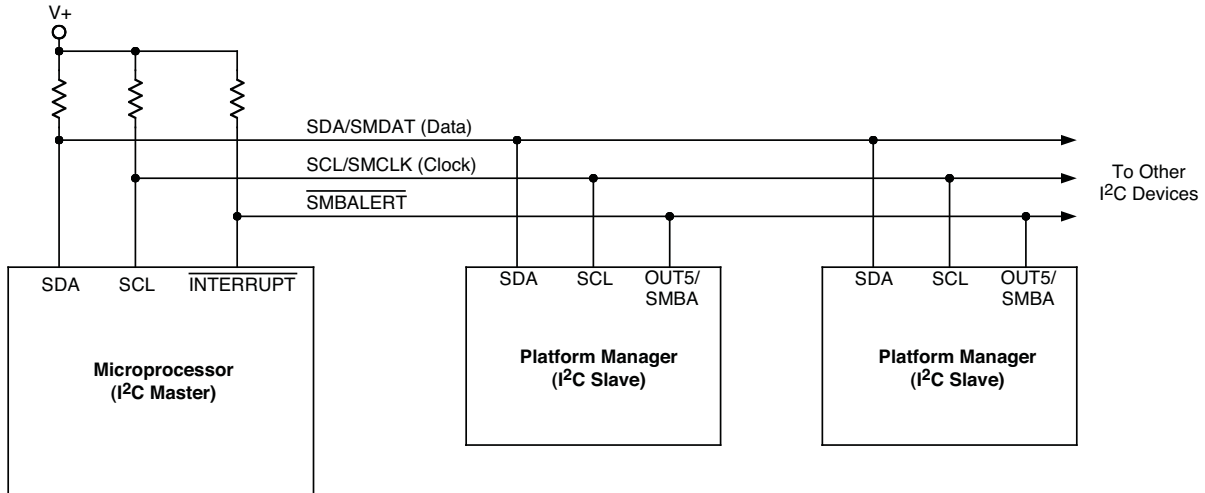 V+
SDA/SMDAT (Data)
SCL/SMCLK (Clock)
SMBALERT
To Other
I2C Devices
SDA SCL INTERRUPT
Microprocessor
(I2C Master)
SDA SCL OUT5/
SMBA
Platform Manager
(I2C Slave)
SDA SCL OUT5/
SMBA
Platform Manager
(I2C Slave)